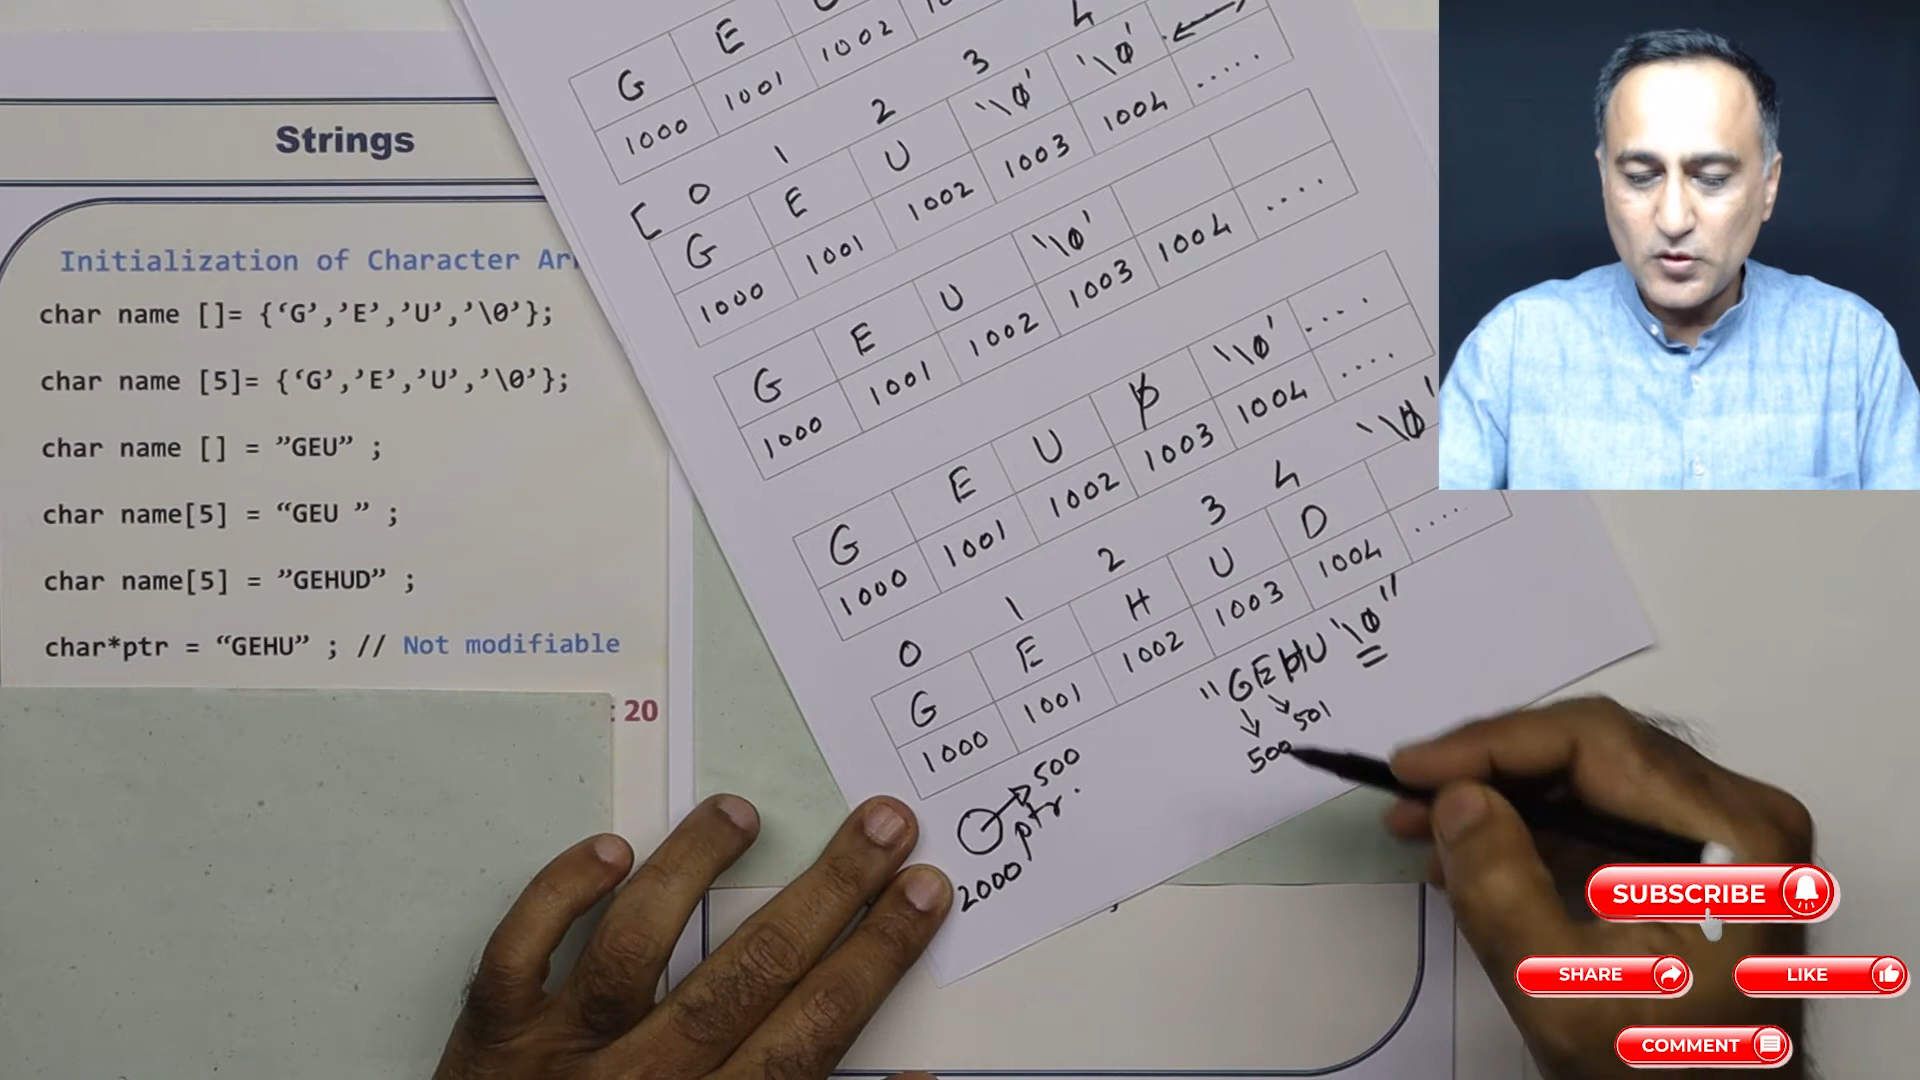 Strings
Initialization of Character Ar
char name []= {‘G’,’E’,’U’,’\0’};
char name [5]= {‘G’,’E’,’U’,’\0’};
char name [] = ”GEU” ;
char name[5] = “GEU ” ;
char name[5] = ”GEHUD” ;
char*ptr = “GEHU” ; // Not modifiable
: 20
G E
1000 1001 1002
[ 0 1 2 3 4
G E U '\0' '\0'
1000 1001 1002 1003 1004 .....
G E U '\0'
1000 1001 1002 1003 1004 ....
G E U '\0' ....
1000 1001 1002 1003 1004 ....
0 1 2 3 4 '\0'
G E H U D
1000 1001 1002 1003 1004 .....
"GEHU '\0"
500 501
500
ptr.
2000
SUBSCRIBE
SHARE
LIKE
COMMENT